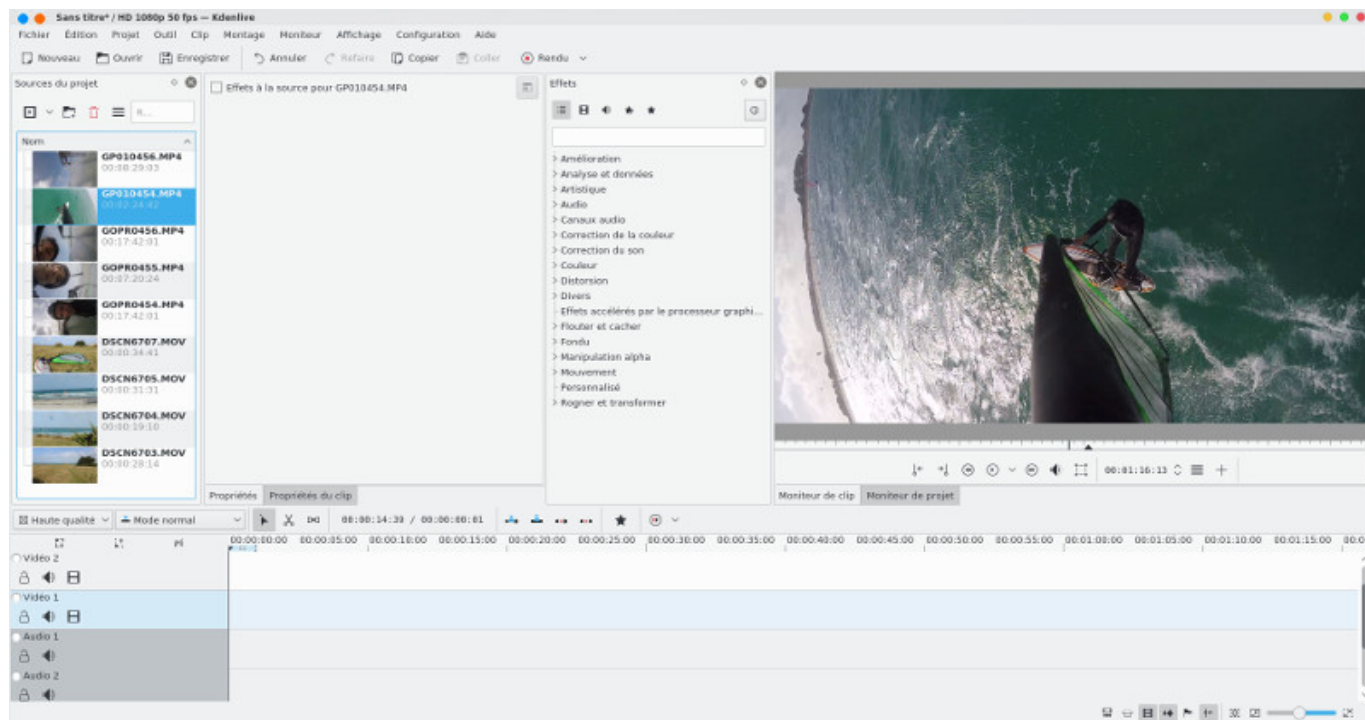 Sans titre* / HD 1080p 50 fps — Kdenlive
Fichier Édition Projet Outil Clip Montage Moniteur Affichage Configuration Aide
Nouveau Ouvrir Enregistrer Annuler Refaire Copier Coller Rendu
Sources du projet
Effets à la source pour GP010454.MP4
Effets
R...
Nom
GP010456.MP4
00:08:29:03
GP010454.MP4
00:02:24:42
GOPR0456.MP4
00:17:42:01
GOPR0455.MP4
00:07:20:24
GOPR0454.MP4
00:17:42:01
DSCN6707.MOV
00:00:34:41
DSCN6705.MOV
00:00:31:31
DSCN6704.MOV
00:00:19:10
DSCN6703.MOV
00:00:28:14
Amélioration
Analyse et données
Artistique
Audio
Canaux audio
Correction de la couleur
Correction du son
Couleur
Distorsion
Divers
Effets accélérés par le processeur graphi...
Flouter et cacher
Fondu
Manipulation alpha
Mouvement
Personnalisé
Rogner et transformer
00:01:16:13
Propriétés Propriétés du clip
Moniteur de clip Moniteur de projet
Haute qualité Mode normal 00:00:14:39 / 00:00:00:01
00:00:00:00 00:00:05:00 00:00:10:00 00:00:15:00 00:00:20:00 00:00:25:00 00:00:30:00 00:00:35:00 00:00:40:00 00:00:45:00 00:00:50:00 00:00:55:00 00:01:00:00 00:01:05:00 00:01:10:00 00:01:15:00 00:0
Vidéo 2
Vidéo 1
Audio 1
Audio 2